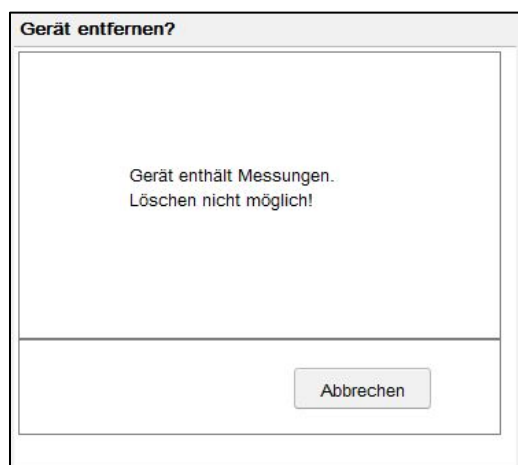 Gerät entfernen?
Gerät enthält Messungen.
Löschen nicht möglich!
Abbrechen